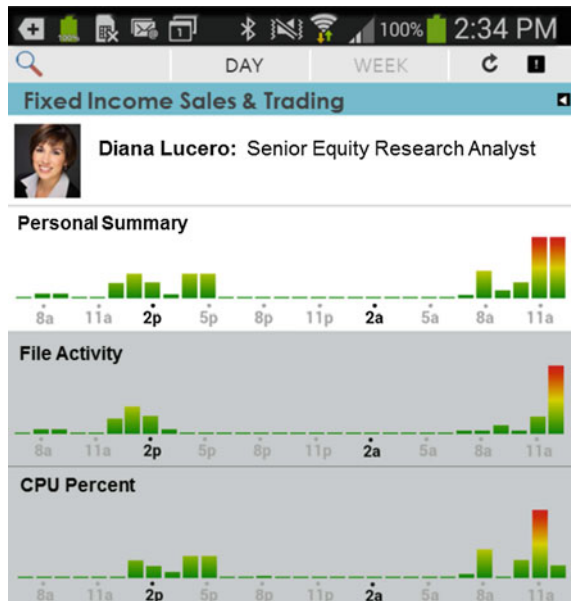 1 100% 2:34 PM
100%
DAY WEEK
Fixed Income Sales & Trading
Diana Lucero: Senior Equity Research Analyst
Personal Summary
8a 11a 2p 5p 8p 11p 2a 5a 8a 11a
File Activity
8a 11a 2p 5p 8p 11p 2a 5a 8a 11a
CPU Percent
8a 11a 2p 5p 8p 11p 2a 5a 8a 11a